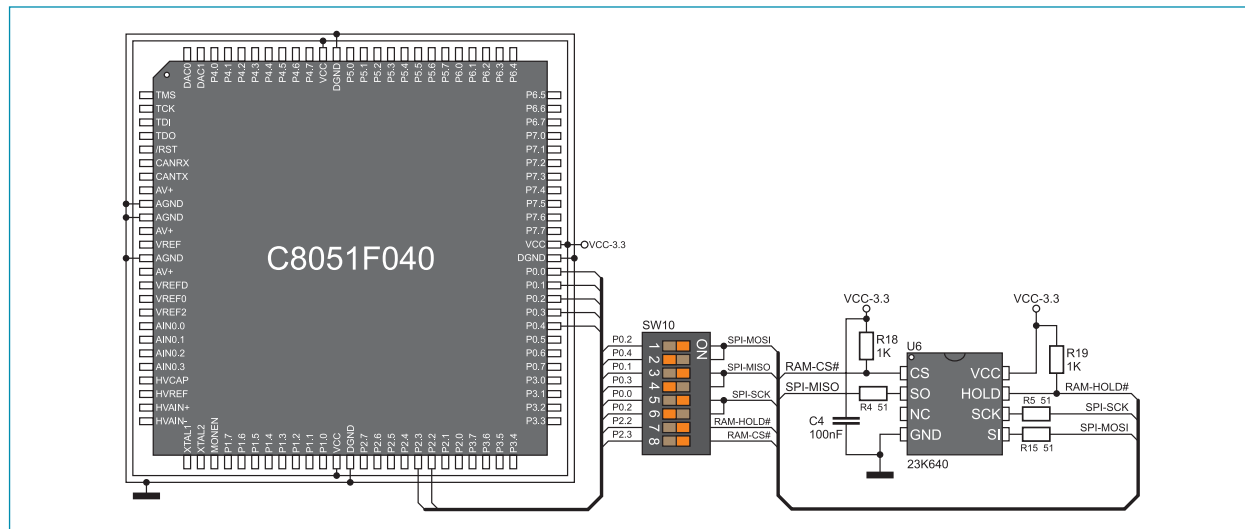 DAC0
DAC1
P4.0
P4.1
P4.2
P4.3
P4.4
P4.5
P4.6
P4.7
VCC
DGND
P5.0
P5.1
P5.2
P5.3
P5.4
P5.5
P5.6
P5.7
P6.0
P6.1
P6.2
P6.3
P6.4
TMS
TCK
TDI
TDO
/RST
CANRX
CANTX
AV+
AGND
AGND
AV+
VREF
AGND
AV+
VREFD
VREF0
VREF2
AIN0.0
AIN0.1
AIN0.2
AIN0.3
HVCAP
HVREF
HVAIN+
HVAIN-
C8051F040
P6.5
P6.6
P6.7
P7.0
P7.1
P7.2
P7.3
P7.4
P7.5
P7.6
P7.7
VCC
DGND
P0.0
P0.1
P0.2
P0.3
P0.4
P0.5
P0.6
P0.7
P3.0
P3.1
P3.2
P3.3
XTAL1
XTAL2
MONEN
P1.7
P1.6
P1.5
P1.4
P1.3
P1.2
P1.1
P1.0
VCC
DGND
P2.7
P2.6
P2.5
P2.4
P2.3
P2.2
P2.1
P2.0
P3.7
P3.6
P3.5
P3.4
VCC-3.3
SW10
ON
P0.2
1
SPI-MOSI
P0.4
2
P0.1
3
SPI-MISO
P0.3
4
P0.0
5
SPI-SCK
P0.2
6
P2.2
7
RAM-HOLD#
P2.3
8
RAM-CS#
VCC-3.3
R18
1K
RAM-CS#
SPI-MISO
R4 51
C4
100nF
U6
CS
SO
NC
GND
VCC
HOLD
SCK
SI
23K640
VCC-3.3
R19
1K
RAM-HOLD#
R5 51
SPI-SCK
SPI-MOSI
R15 51